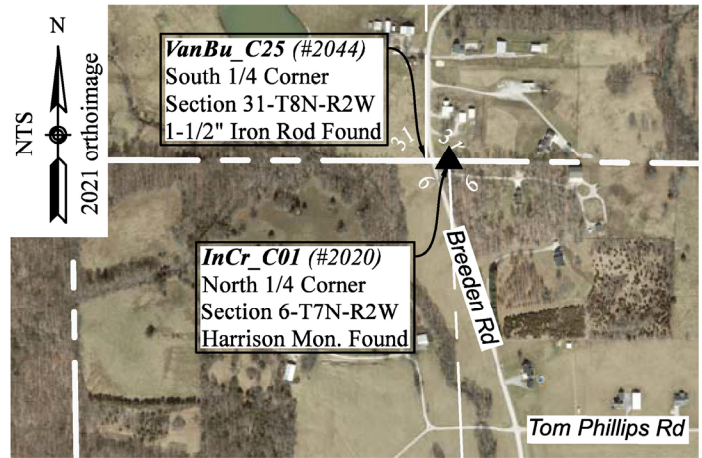 N
NTS
2021 orthoimage
VanBu_C25 (#2044)
South 1/4 Corner
Section 31-T8N-R2W
1-1/2" Iron Rod Found
31
31
6
6
InCr_C01 (#2020)
North 1/4 Corner
Section 6-T7N-R2W
Harrison Mon. Found
Breeden Rd
Tom Phillips Rd